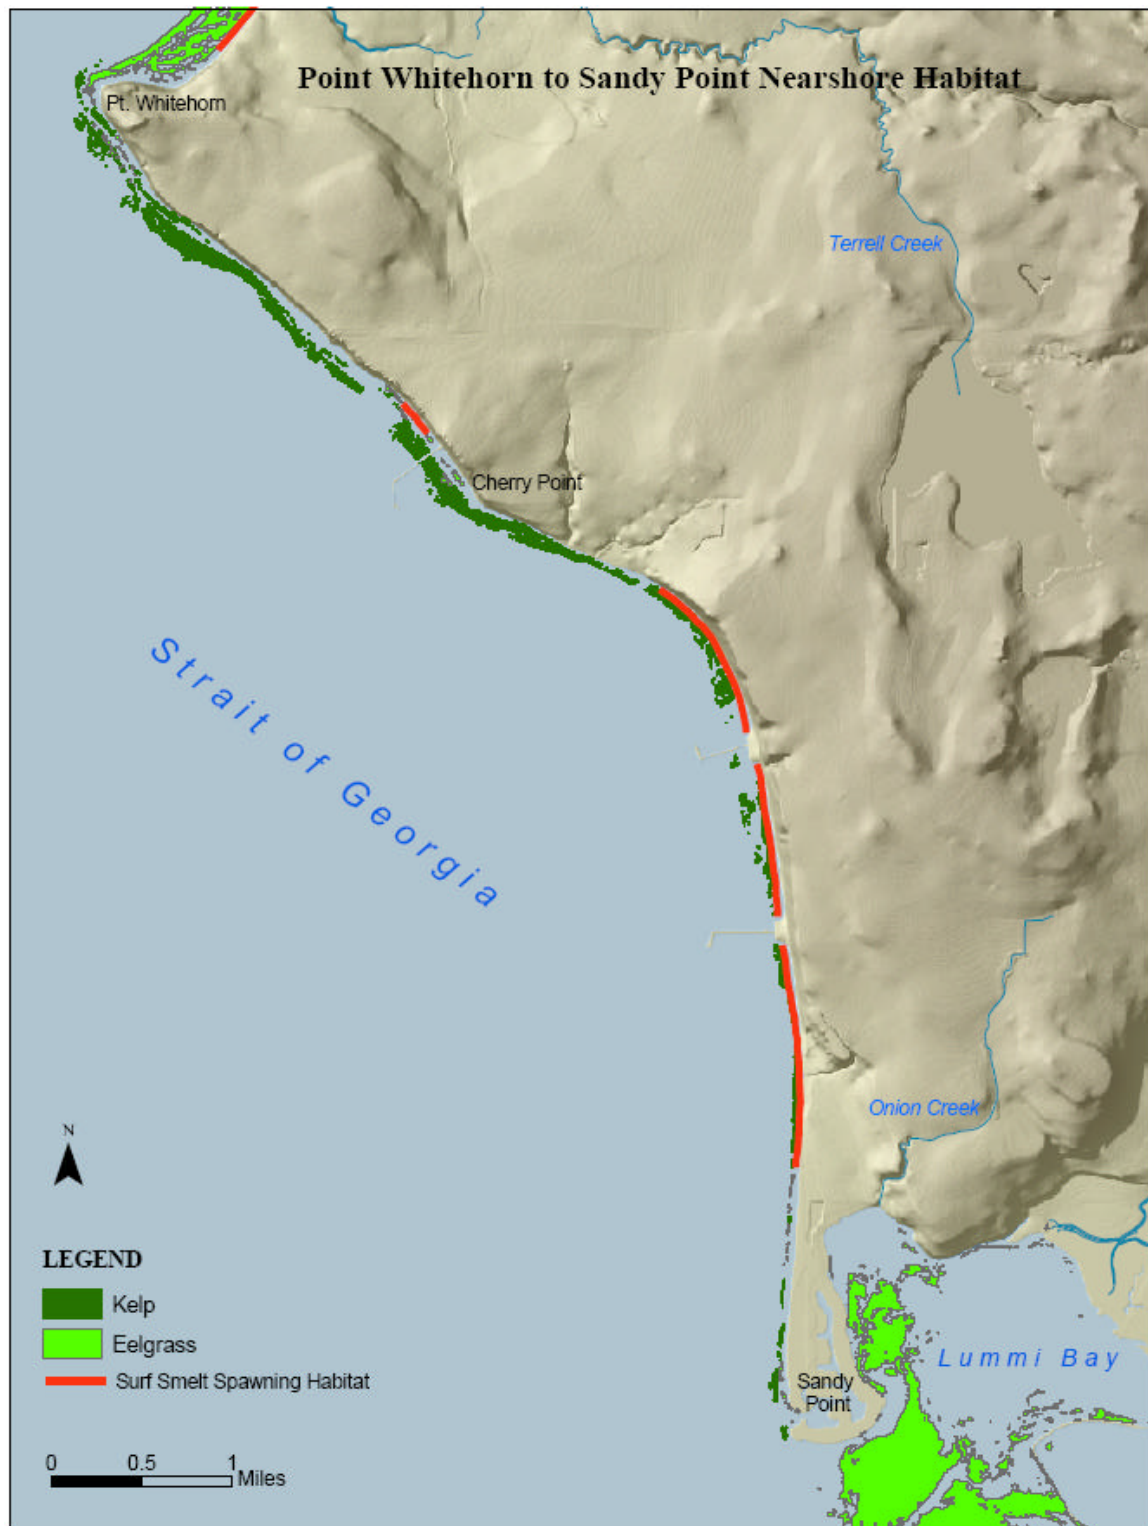 Point Whitehorn to Sandy Point Nearshore Habitat
Pt. Whitehorn
Terrell Creek
Cherry Point
Strait of Georgia
Onion Creek
N
LEGEND
Kelp
Eelgrass
Surf Smelt Spawning Habitat
Lummi Bay
Sandy
Point
0 0.5 1
Miles